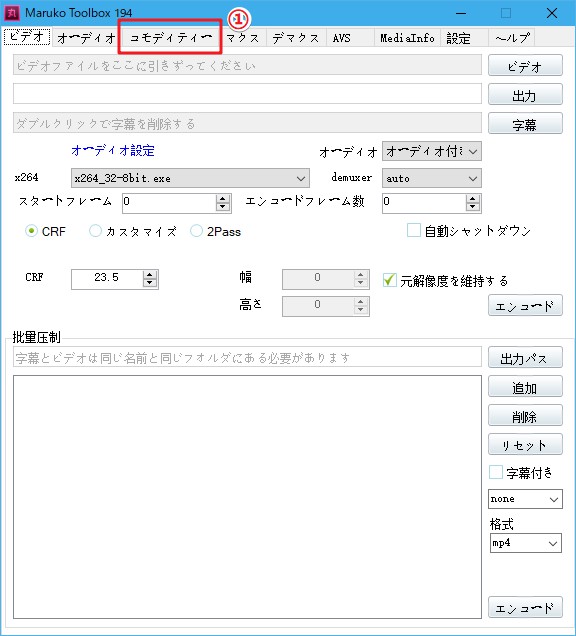 Maruko Toolbox 194
①
ビデオ オーディオ コモディティー マクス デマクス AVS MediaInfo 設定 ヘルプ
ビデオファイルをここに引きずってください ビデオ
出力
ダブルクリックで字幕を削除する 字幕
オーディオ設定 オーディオ オーディオ付き
x264 x264_32-8bit.exe demuxer auto
スタートフレーム 0 エンコードフレーム数 0
CRF カスタマイズ 2Pass 自動シャットダウン
CRF 23.5 幅 0 元解像度を維持する
高さ 0 エンコード
批量压制
字幕とビデオは同じ名前と同じフォルダにある必要があります 出力パス
追加
削除
リセット
字幕付き
none
格式
mp4
エンコード